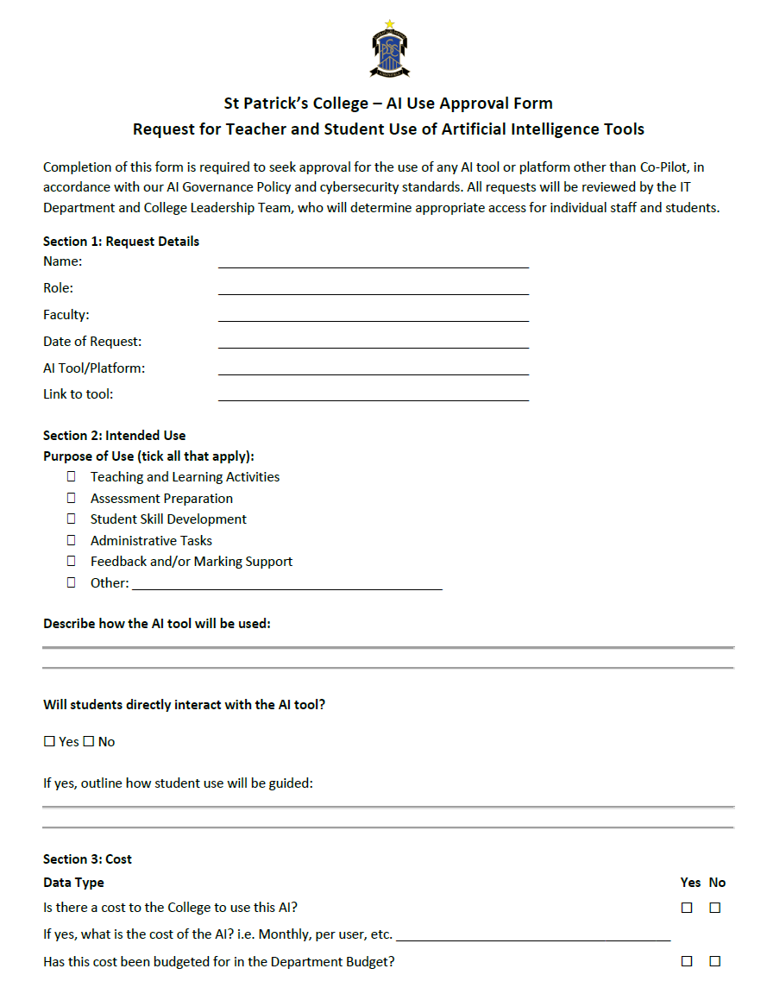 St Patrick's College – AI Use Approval Form
Request for Teacher and Student Use of Artificial Intelligence Tools
Completion of this form is required to seek approval for the use of any AI tool or platform other than Co-Pilot, in
accordance with our AI Governance Policy and cybersecurity standards. All requests will be reviewed by the IT
Department and College Leadership Team, who will determine appropriate access for individual staff and students.
Section 1: Request Details
Name:
Role:
Faculty:
Date of Request:
AI Tool/Platform:
Link to tool:
Section 2: Intended Use
Purpose of Use (tick all that apply):
Teaching and Learning Activities
Assessment Preparation
Student Skill Development
Administrative Tasks
Feedback and/or Marking Support
Other:
Describe how the AI tool will be used:
Will students directly interact with the AI tool?
☐ Yes ☐ No
If yes, outline how student use will be guided:
Section 3: Cost
Data Type Yes No
Is there a cost to the College to use this AI? ☐ ☐
If yes, what is the cost of the AI? i.e. Monthly, per user, etc.
Has this cost been budgeted for in the Department Budget? ☐ ☐